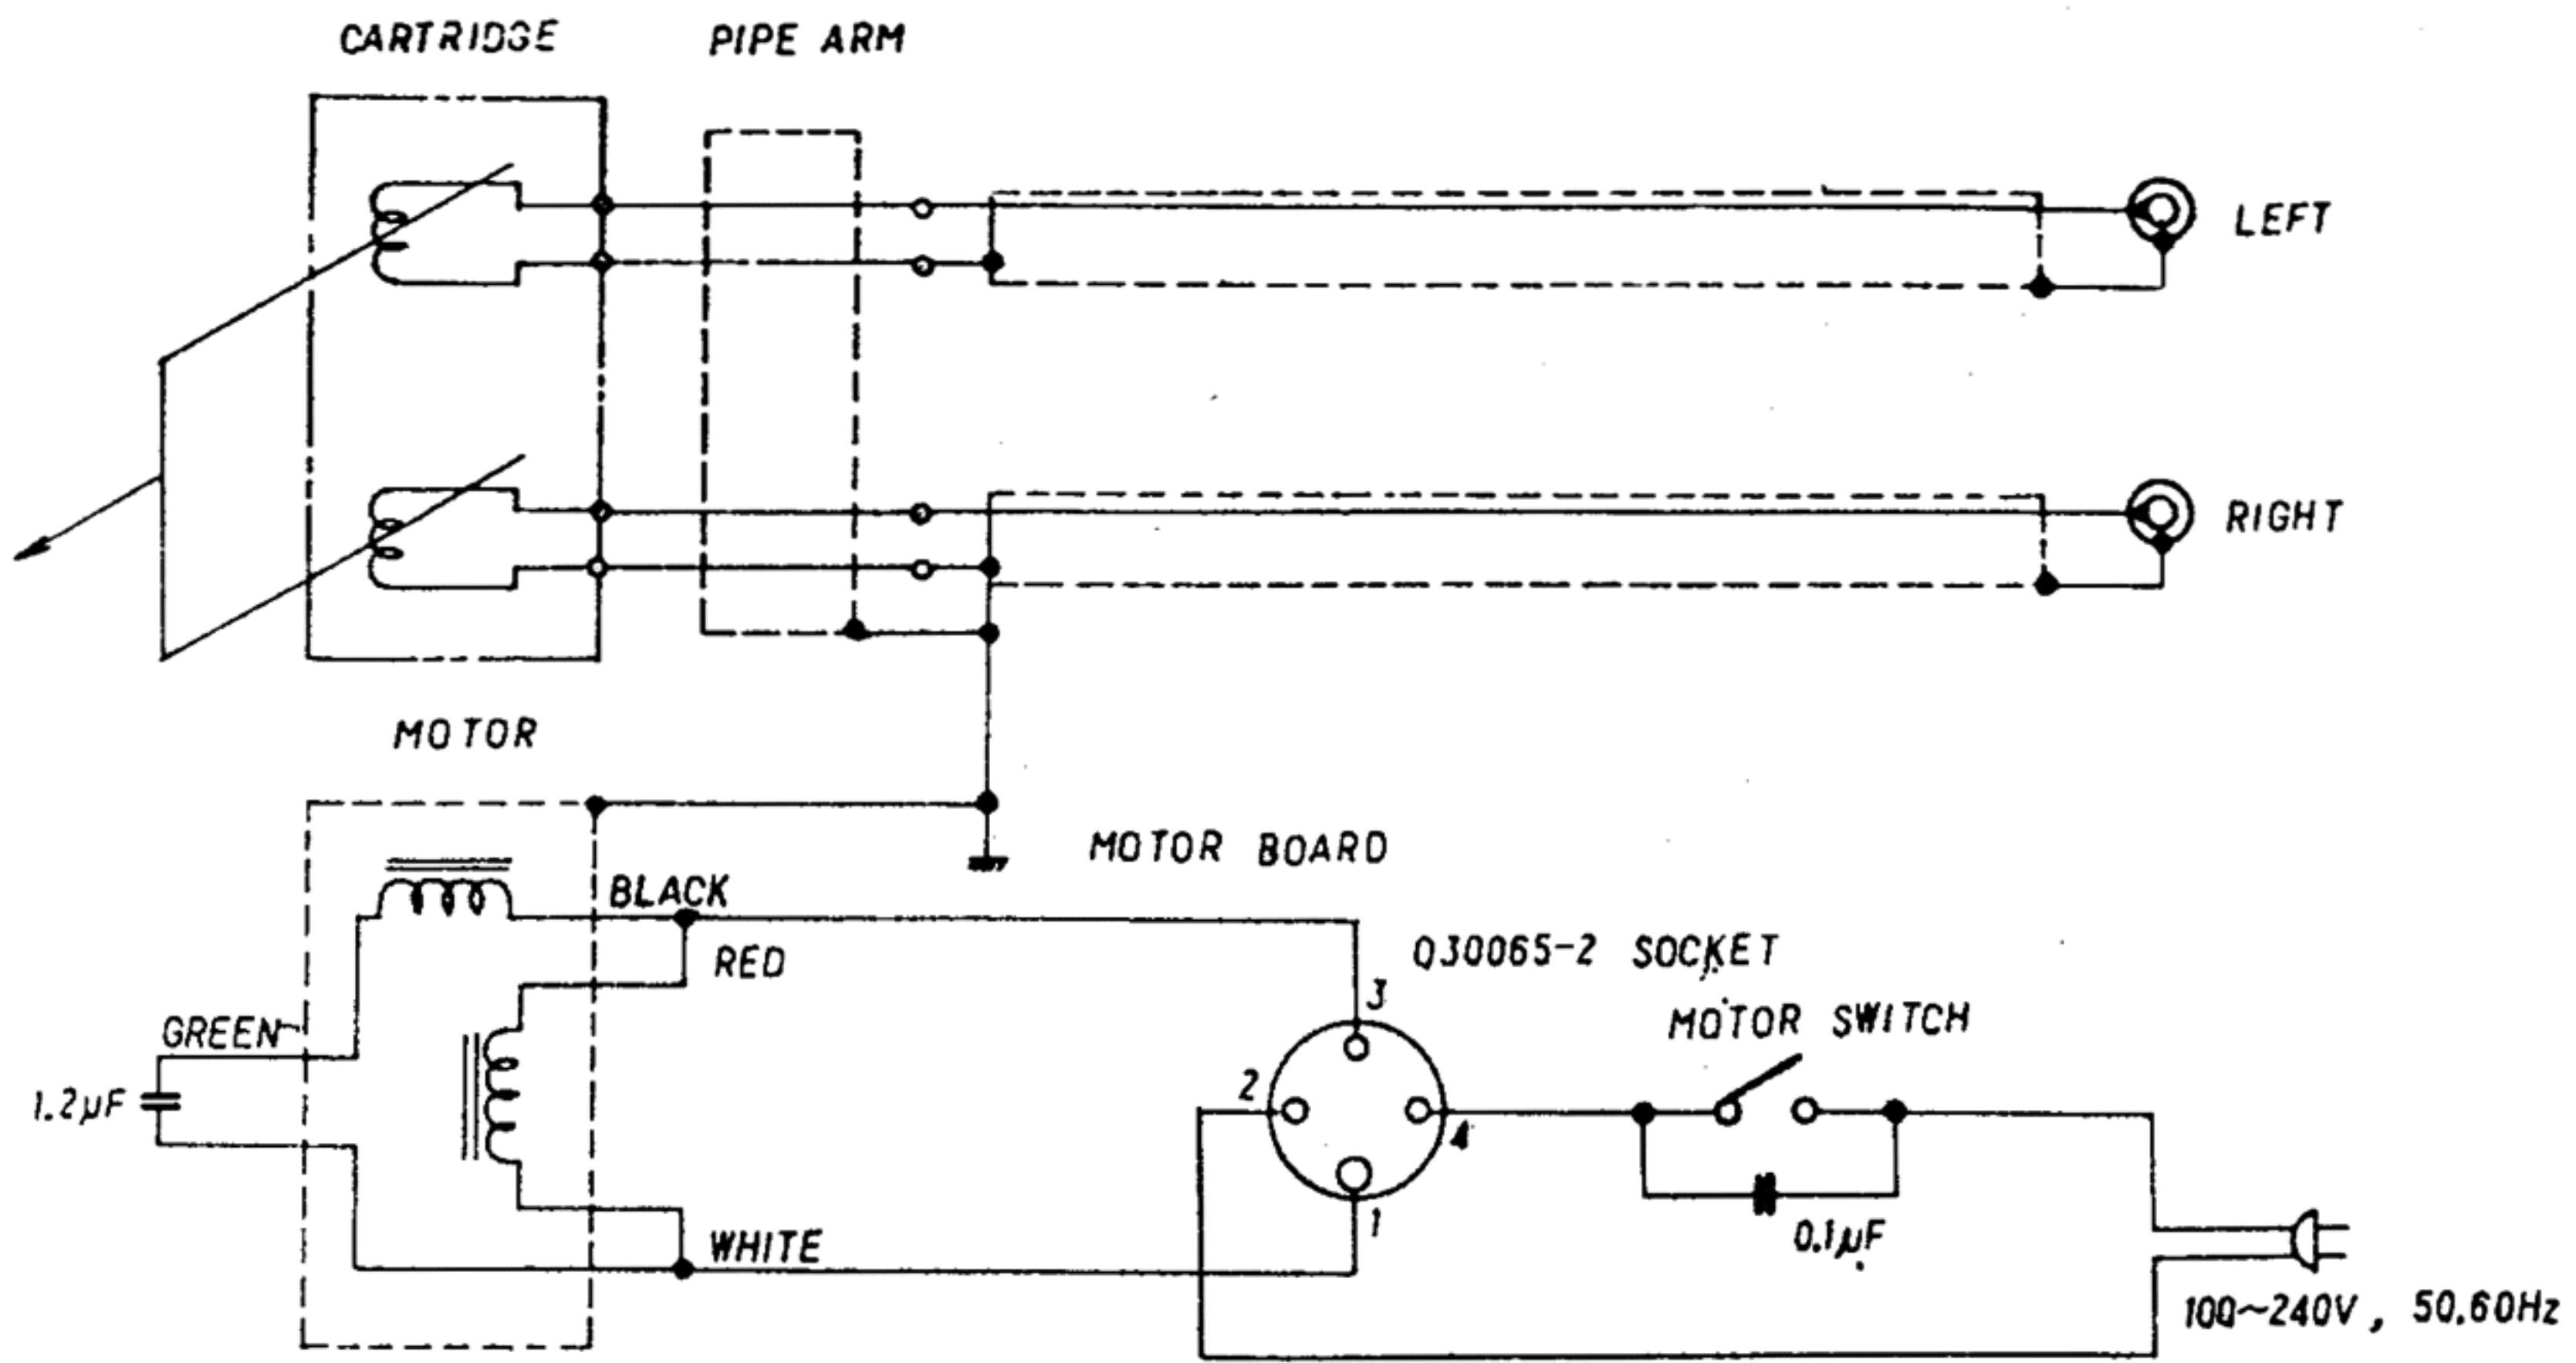 CARTRIDGE
PIPE ARM
LEFT
RIGHT
MOTOR
MOTOR BOARD
BLACK
RED
Q30065-2 SOCKET
3
MOTOR SWITCH
GREEN
1.2μF
2
4
1
0.1μF
WHITE
100~240V, 50.60Hz